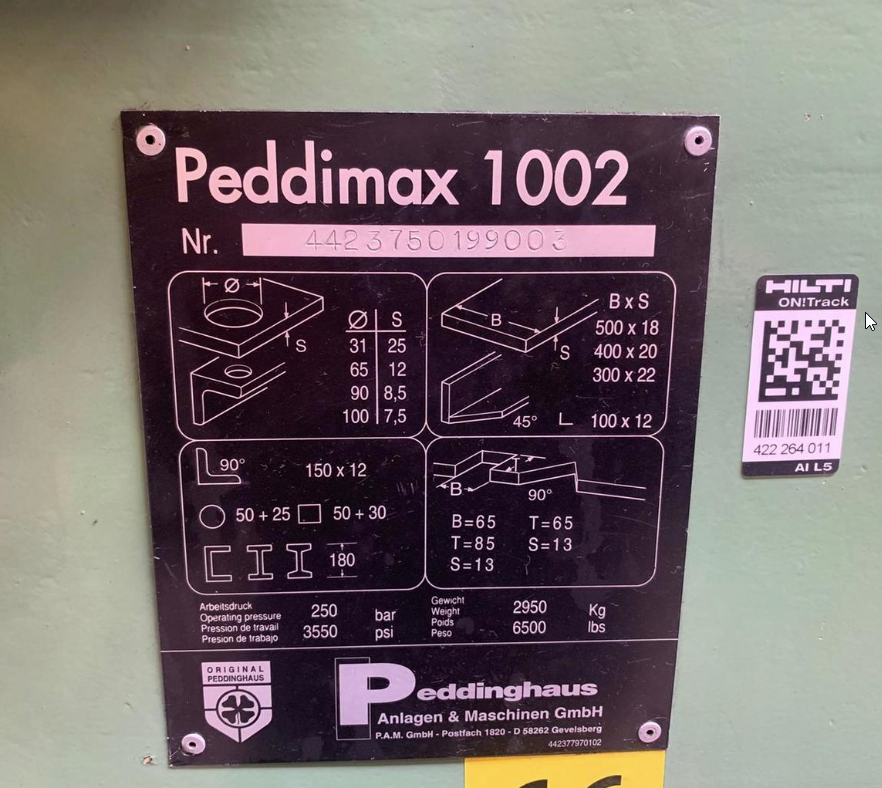 Peddimax 1002
Nr. 4423750199003
Ø
S
Ø S
31 25
65 12
90 8,5
100 7,5
B
S
B x S
500 x 18
400 x 20
300 x 22
45° L 100 x 12
90° 150 x 12
50 + 25 50 + 30
180
B T
90°
B=65 T=65
T=85 S=13
S=13
Arbeitsdruck
Operating pressure
Pression de travail
Presion de trabajo
250 bar
3550 psi
Gewicht
Weight
Poids
Peso
2950 Kg
6500 lbs
ORIGINAL
PEDDINGHAUS
Peddinghaus
Anlagen & Maschinen GmbH
P.A.M. GmbH - Postfach 1820 - D 58262 Gevelsberg
442377970102
HILTI
ON!Track
422 264 011
AI L5